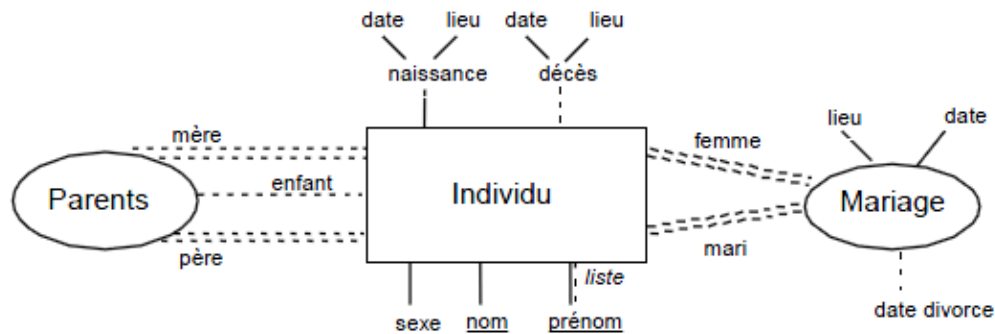 date lieu date lieu
naissance décès
mère femme lieu date
Parents enfant Individu Mariage
père mari
liste
sexe nom prénom date divorce